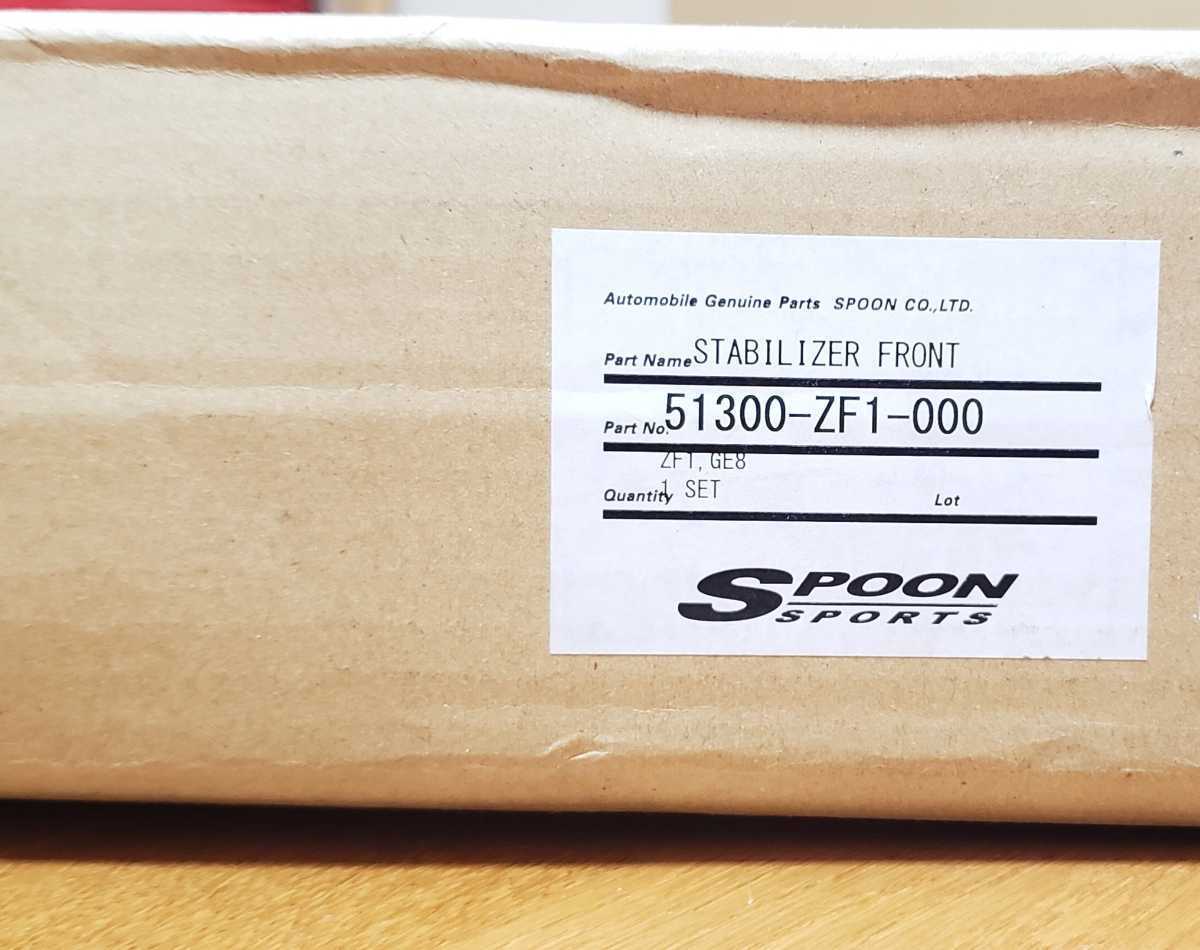 Automobile Genuine Parts SPOON CO.,LTD.
Part Name STABILIZER FRONT
Part No. 51300-ZF1-000
ZF1, GE8
Quantity 1 SET
Lot
SPOON
SPORTS